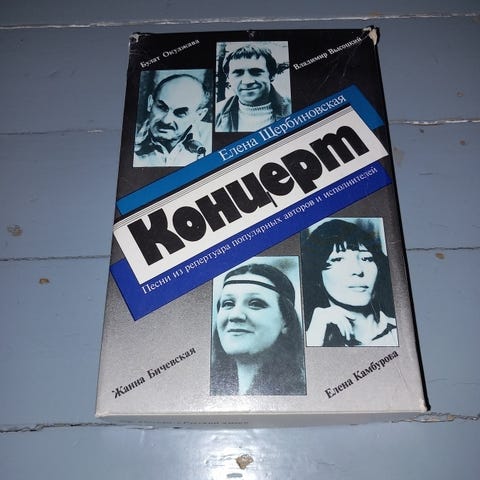 Булат Окуджава
Владимир Высоцкий
Елена Щербиновская
Концерт
Песни из репертуара популярных авторов и исполнителей
Жанна Бичевская
Елена Камбурова